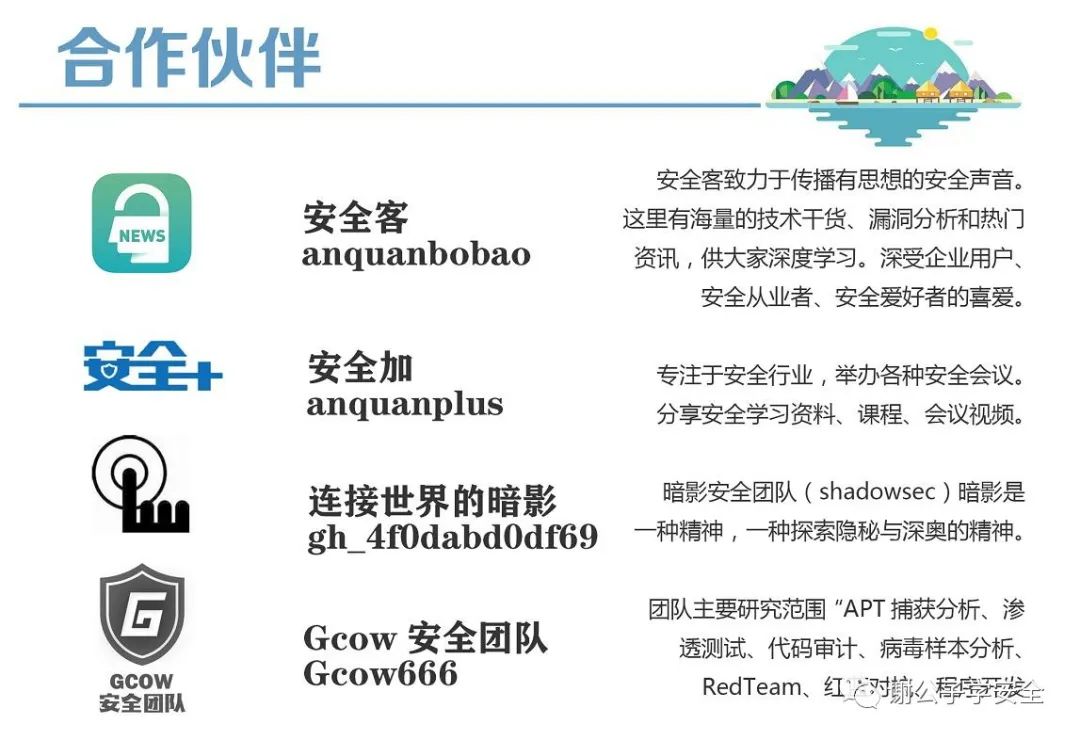 合作伙伴
NEWS
安全客
anquanbobao
安全客致力于传播有思想的安全声音。
这里有海量的技术干货、漏洞分析和热门
资讯，供大家深度学习。深受企业用户、
安全从业者、安全爱好者的喜爱。
安全+
安全加
anquanplus
专注于安全行业，举办各种安全会议。
分享安全学习资料、课程、会议视频。
连接世界的暗影
gh_4f0dabd0df69
暗影安全团队（shadowsec）暗影是
一种精神，一种探索隐秘与深奥的精神。
G
GCOW
安全团队
Gcow 安全团队
Gcow666
团队主要研究范围“APT 捕获分析、渗
透测试、代码审计、病毒样本分析、
RedTeam、红 对抗、程序开发
谢公子学安全